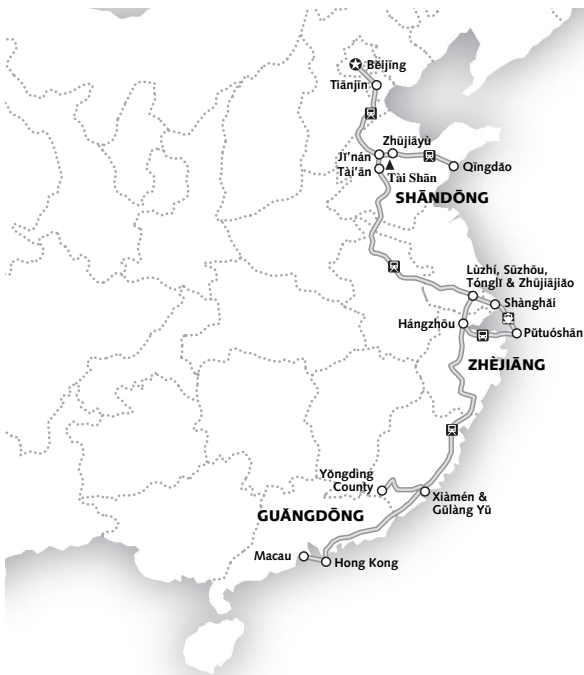 Běijīng
Tiānjīn
Zhūjiāyù
Jǐ'nán
Tài'ān
Tài Shān
Qīngdǎo
SHĀNDŌNG
Lùzhí, Sūzhōu,
Tónglǐ & Zhūjiājiǎo
Shànghǎi
Hángzhōu
Pǔtuóshān
ZHÈJIĀNG
Yǒngdìng
County
Xiàmén &
Gǔlàng Yǔ
GUǍNGDŌNG
Macau
Hong Kong